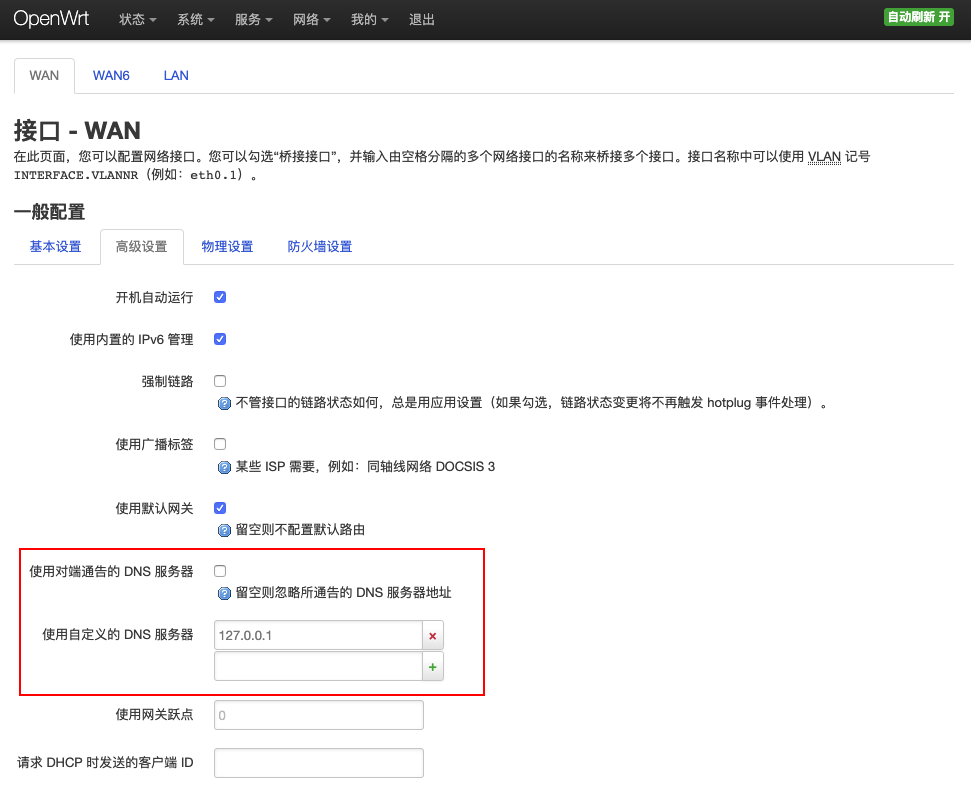 OpenWrt 状态 系统 服务 网络 我的 退出 自动刷新 开
WAN WAN6 LAN
接口 - WAN
在此页面，您可以配置网络接口。您可以勾选“桥接接口”，并输入由空格分隔的多个网络接口的名称来桥接多个接口。接口名称中可以使用 VLAN 记号
INTERFACE.VLANNR（例如：eth0.1）。
一般配置
基本设置 高级设置 物理设置 防火墙设置
开机自动运行
使用内置的 IPv6 管理
强制链路
不管接口的链路状态如何，总是用应用设置（如果勾选，链路状态变更将不再触发 hotplug 事件处理）。
使用广播标签
某些 ISP 需要，例如：同轴线网络 DOCSIS 3
使用默认网关
留空则不配置默认路由
使用对端通告的 DNS 服务器
留空则忽略所通告的 DNS 服务器地址
使用自定义的 DNS 服务器 127.0.0.1
使用网关跃点 0
请求 DHCP 时发送的客户端 ID